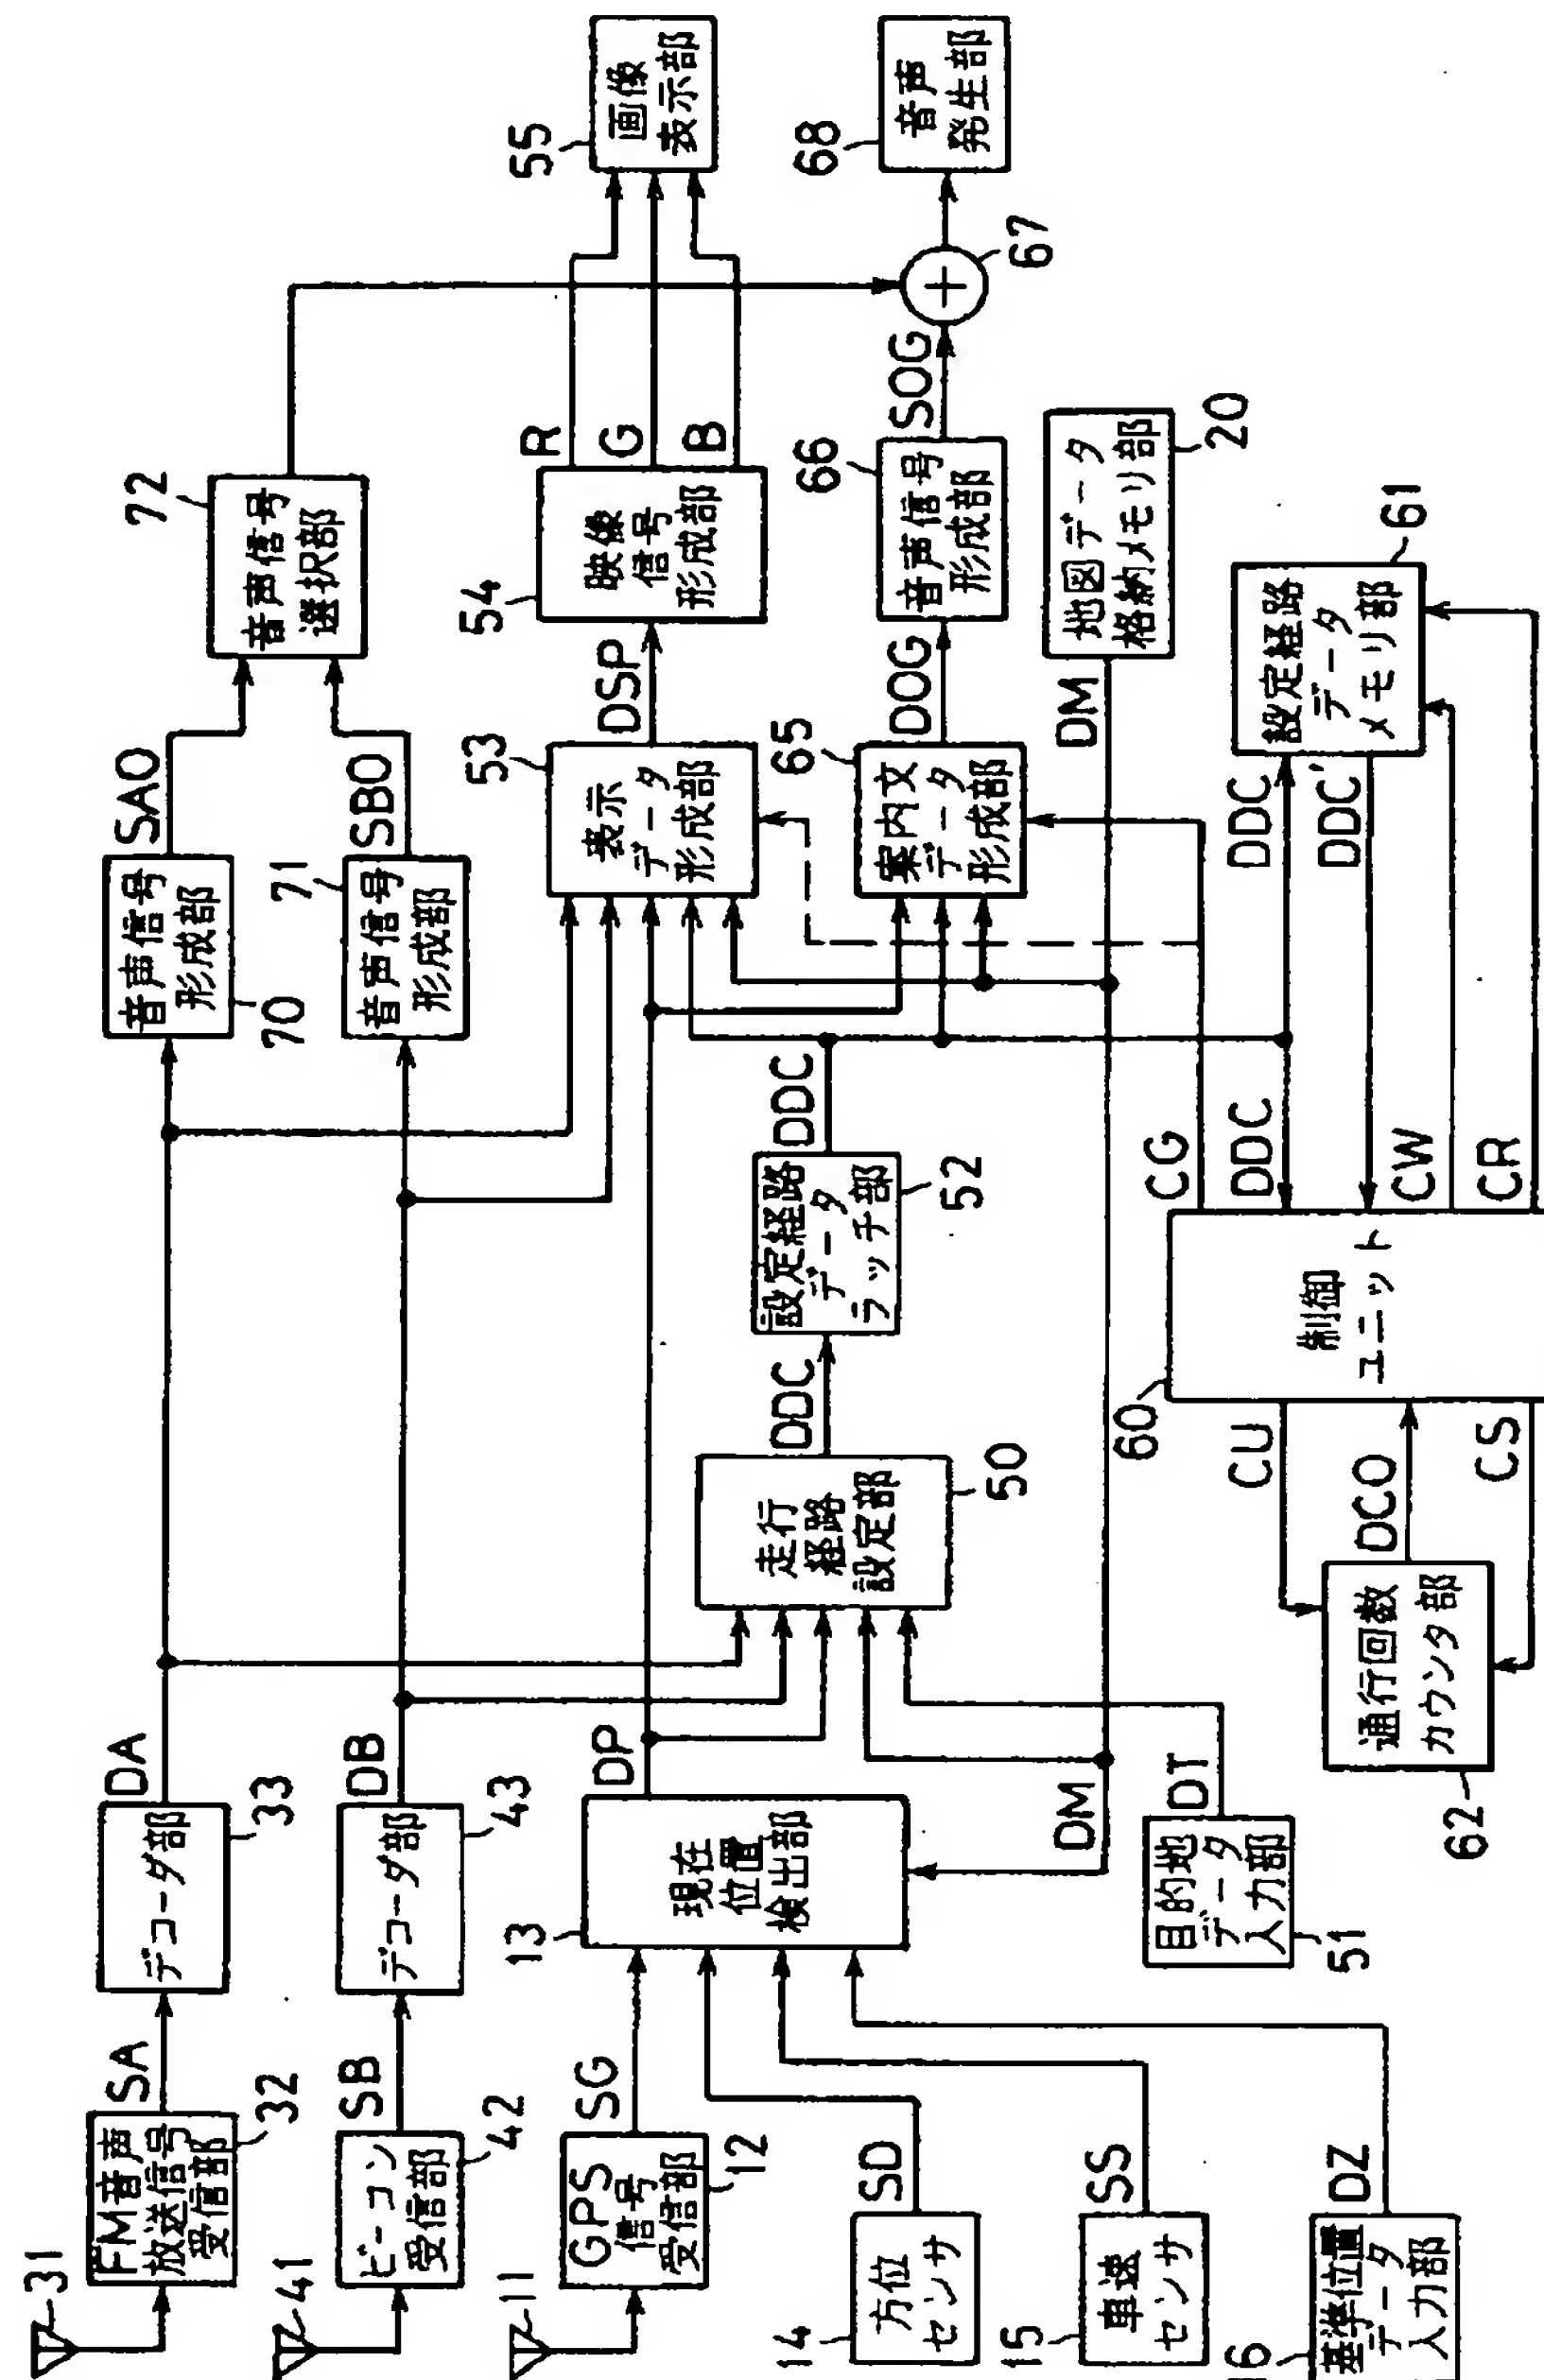 31
FM音声
放送信号
受信部
32
SA
デコーダ部
33
DA
音声信号
形成部
70
SAO
音声信号
選択部
72
41
ビーコン
受信部
42
SB
デコーダ部
43
DB
音声信号
形成部
71
SBO
11
GPS
信号
受信部
12
SG
現在
位置
検出部
13
DP
14
方位
センサ
SD
15
車速
センサ
SS
基準位置
データ
入力部
DZ
DM
目的地
データ
入力部
51
DT
走行
経路
設定部
50
DDC
設定経路
データ
ラッチ部
52
DDC
表示
データ
形成部
53
DSP
映像
信号
形成部
54
R
G
B
画像
表示部
55
案内文
データ
形成部
65
DOG
音声信号
形成部
66
SOG
+
67
音声
発生部
68
地図データ
格納メモリ部
20
DM
制御
ユニット
60
CG
DDC
CW
CR
CU
DCO
CS
通行回数
カウンタ部
62
DDC
DDC'
設定経路
データ
メモリ部
61